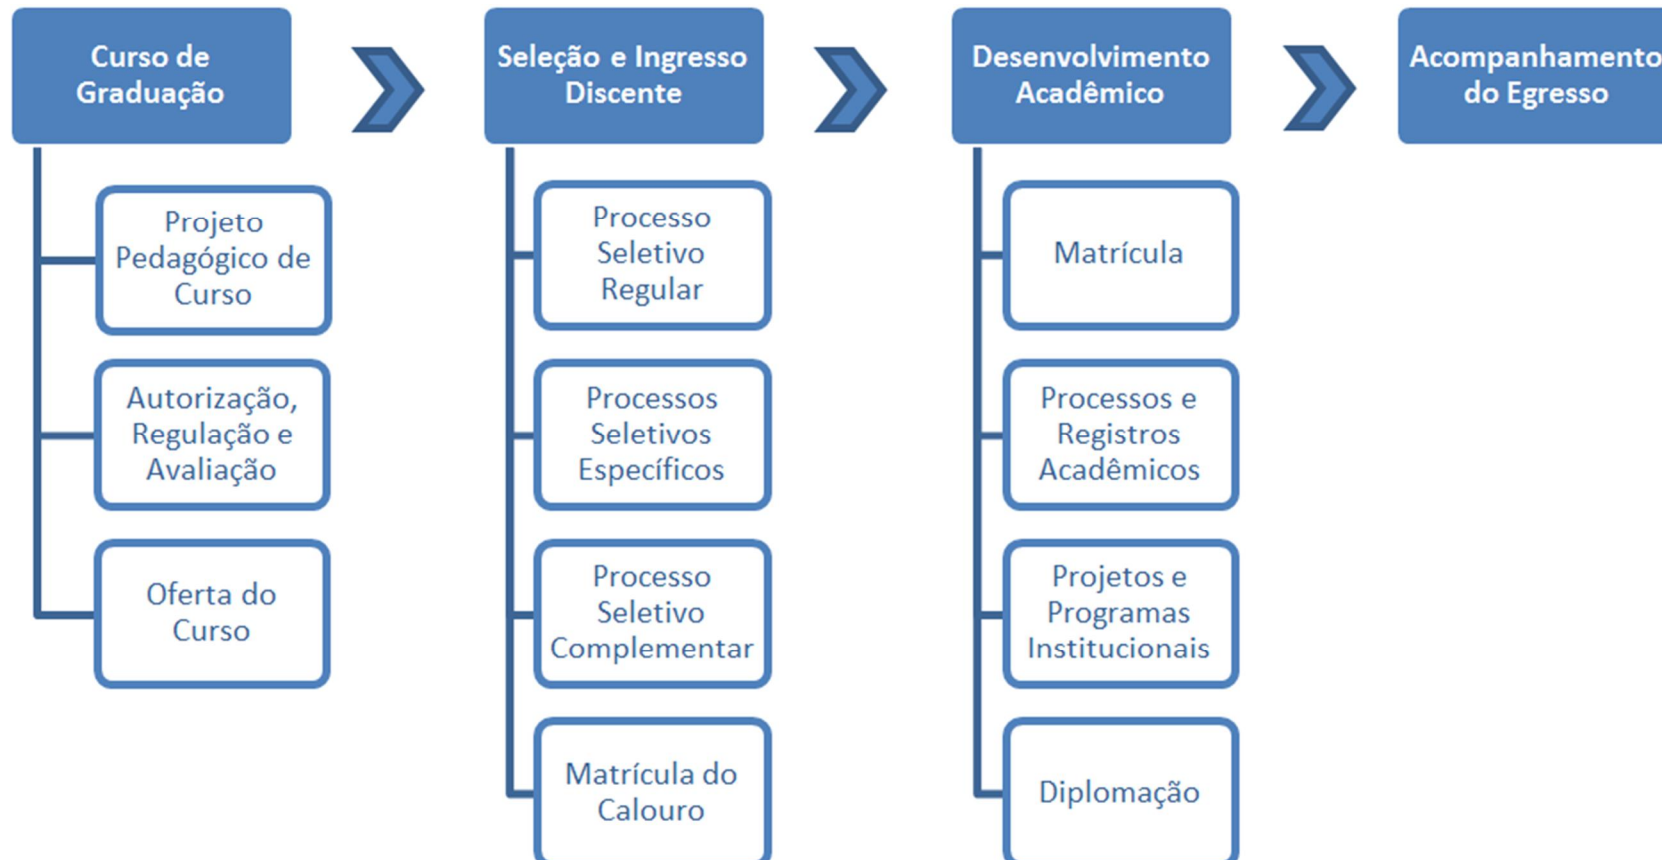 Curso de
Graduação
Projeto
Pedagógico de
Curso
Autorização,
Regulação e
Avaliação
Oferta do
Curso
Seleção e Ingresso
Discente
Processo
Seletivo
Regular
Processos
Seletivos
Específicos
Processo
Seletivo
Complementar
Matrícula do
Calouro
Desenvolvimento
Acadêmico
Matrícula
Processos e
Registros
Acadêmicos
Projetos e
Programas
Institucionais
Diplomação
Acompanhamento
do Egresso